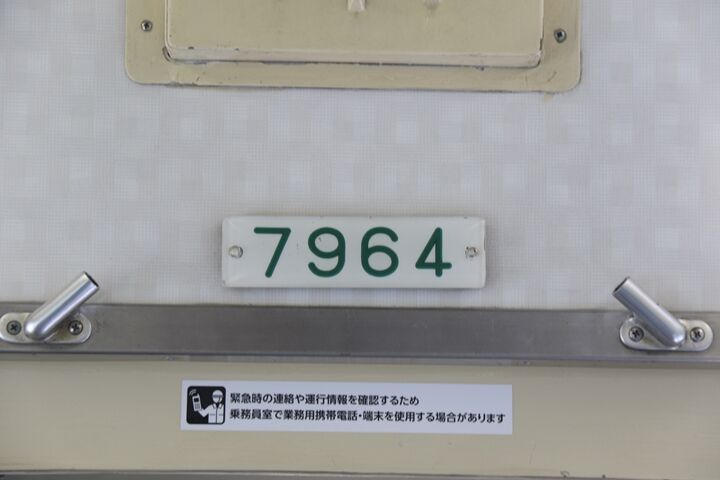 7964
緊急時の連絡や運行情報を確認するため
乗務員室で業務用携帯電話・端末を使用する場合があります